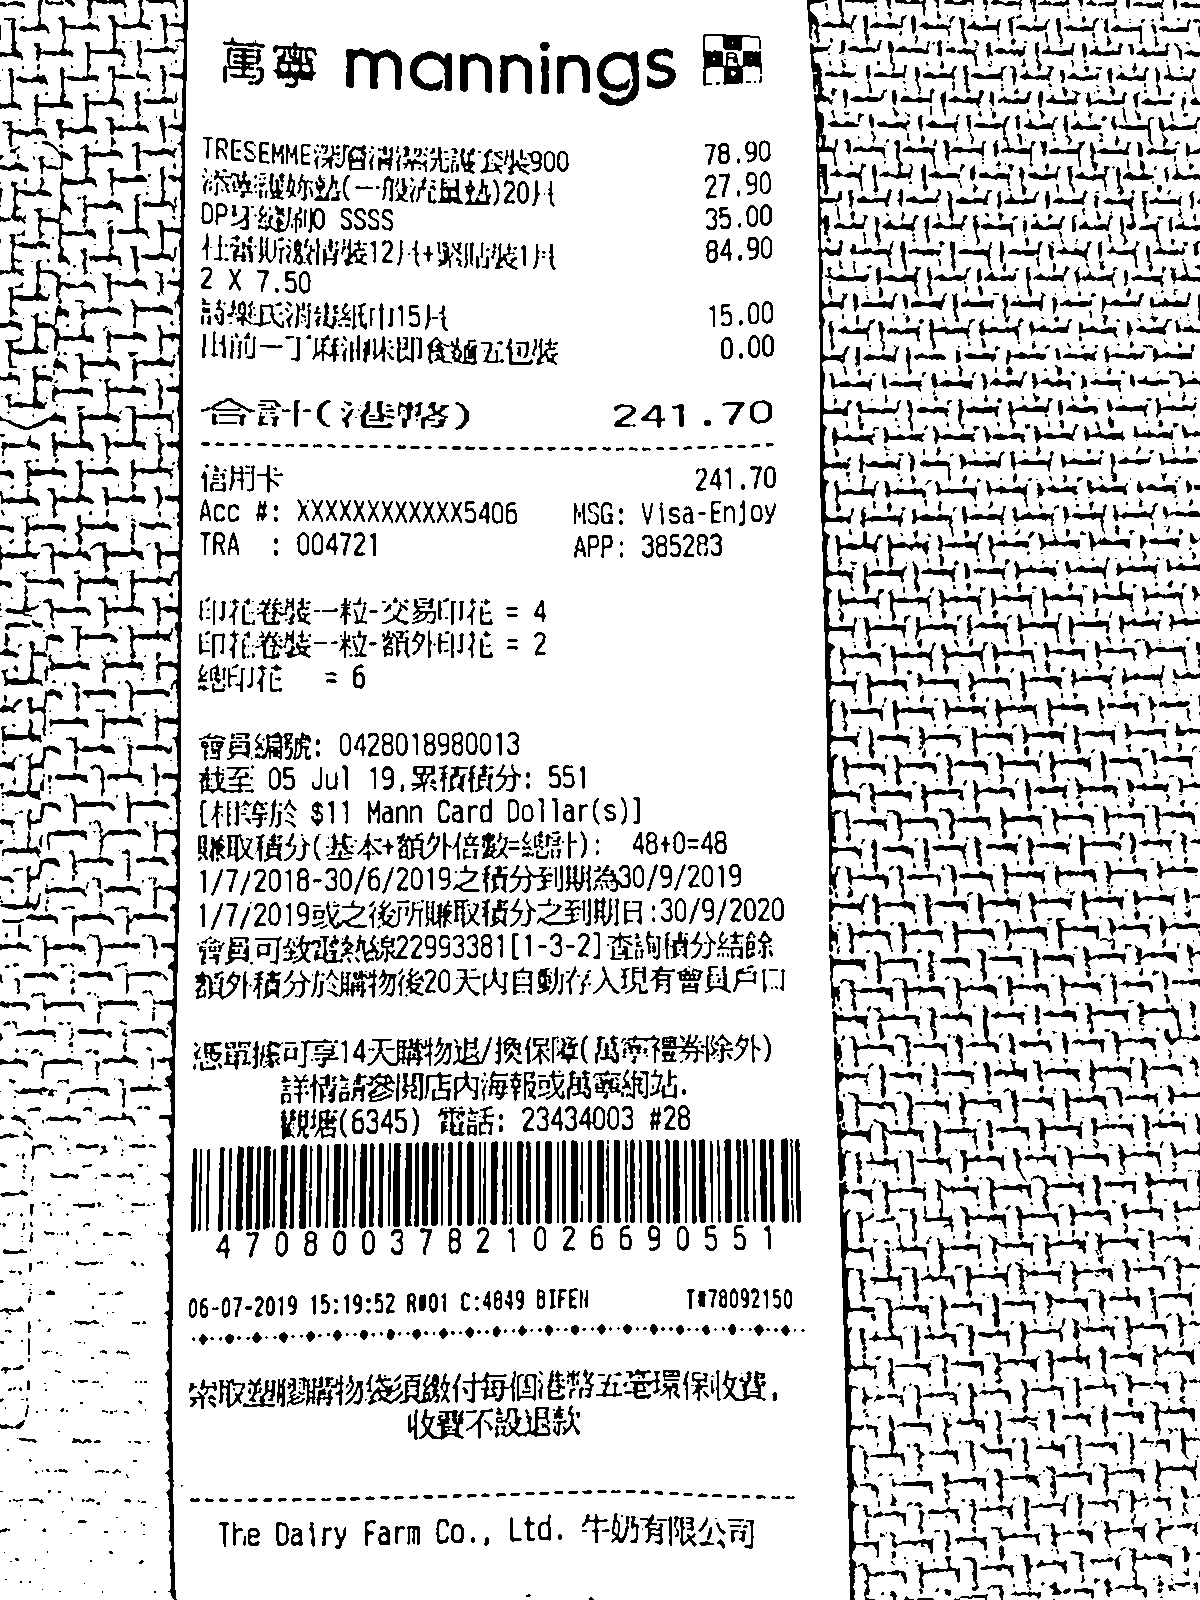 萬寧 mannings
TRESEMME深層清潔洗護套裝900 78.90
添寧護妳墊(一般流量墊)20片 27.90
DP牙縫刷0 SSSS 35.00
杜蕾斯激情裝12片+緊貼裝1片 84.90
2 X 7.50
詩樂氏消毒紙巾15片 15.00
出前一丁麻油味即食麵五包裝 0.00
合計(港幣) 241.70
信用卡 241.70
Acc #: XXXXXXXXXXXX5406 MSG: Visa-Enjoy
TRA : 004721 APP: 385283
印花卷裝一粒-交易印花 = 4
印花卷裝一粒-額外印花 = 2
總印花 = 6
會員編號: 0428018980013
截至 05 Jul 19,累積積分: 551
[相等於 $11 Mann Card Dollar(s)]
賺取積分(基本+額外倍數=總計): 48+0=48
1/7/2018-30/6/2019之積分到期為30/9/2019
1/7/2019或之後所賺取積分之到期日:30/9/2020
會員可致電熱線22993381[1-3-2]查詢積分結餘
額外積分於購物後20天內自動存入現有會員戶口
憑單據可享14天購物退/換保障(萬寧禮券除外)
詳情請參閱店內海報或萬寧網站.
觀塘(6345) 電話: 23434003 #28
4708003782102669055 1
06-07-2019 15:19:52 R#01 C:4849 BIFEN T#78092150
索取塑膠購物袋須繳付每個港幣五毫環保收費,
收費不設退款
The Dairy Farm Co., Ltd. 牛奶有限公司